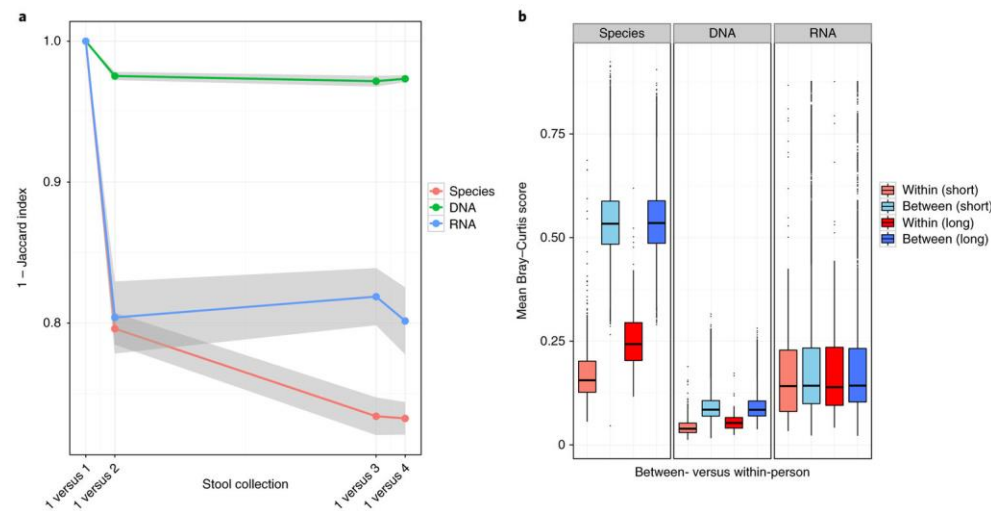 a
1 – Jaccard index
1.0
0.9
0.8
1 versus 1
1 versus 2
1 versus 3
1 versus 4
Stool collection
Species
DNA
RNA
b
Species DNA RNA
Mean Bray–Curtis score
0.75
0.50
0.25
0
Between- versus within-person
Within (short)
Between (short)
Within (long)
Between (long)